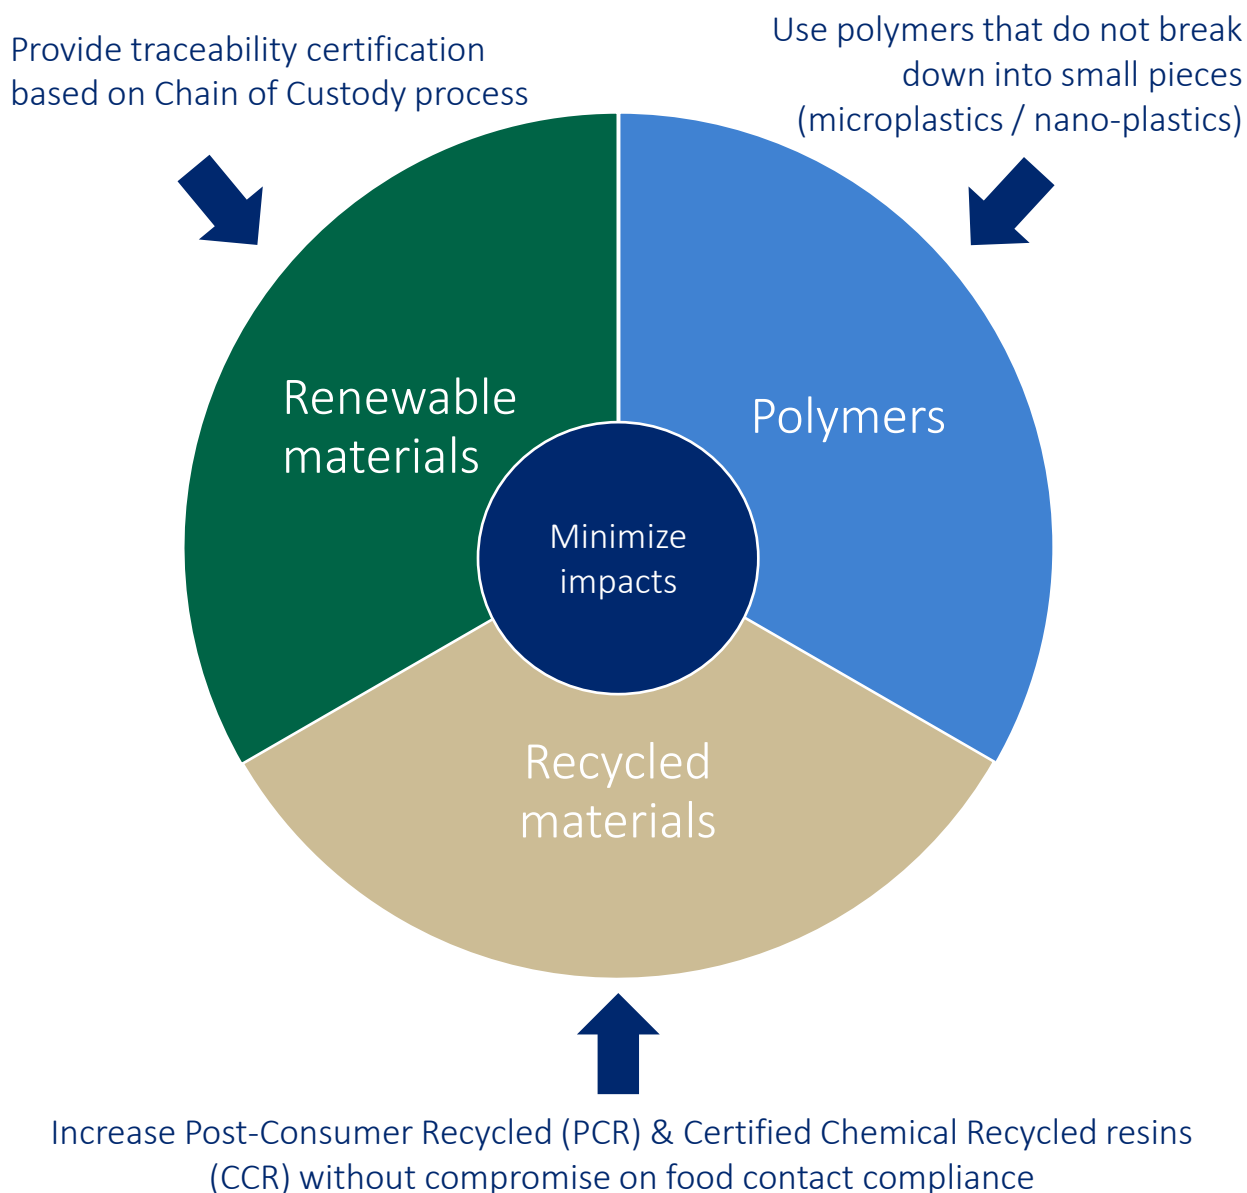 Provide traceability certification
based on Chain of Custody process
Use polymers that do not break
down into small pieces
(microplastics / nano-plastics)
Renewable
materials
Polymers
Minimize
impacts
Recycled
materials
Increase Post-Consumer Recycled (PCR) & Certified Chemical Recycled resins
(CCR) without compromise on food contact compliance